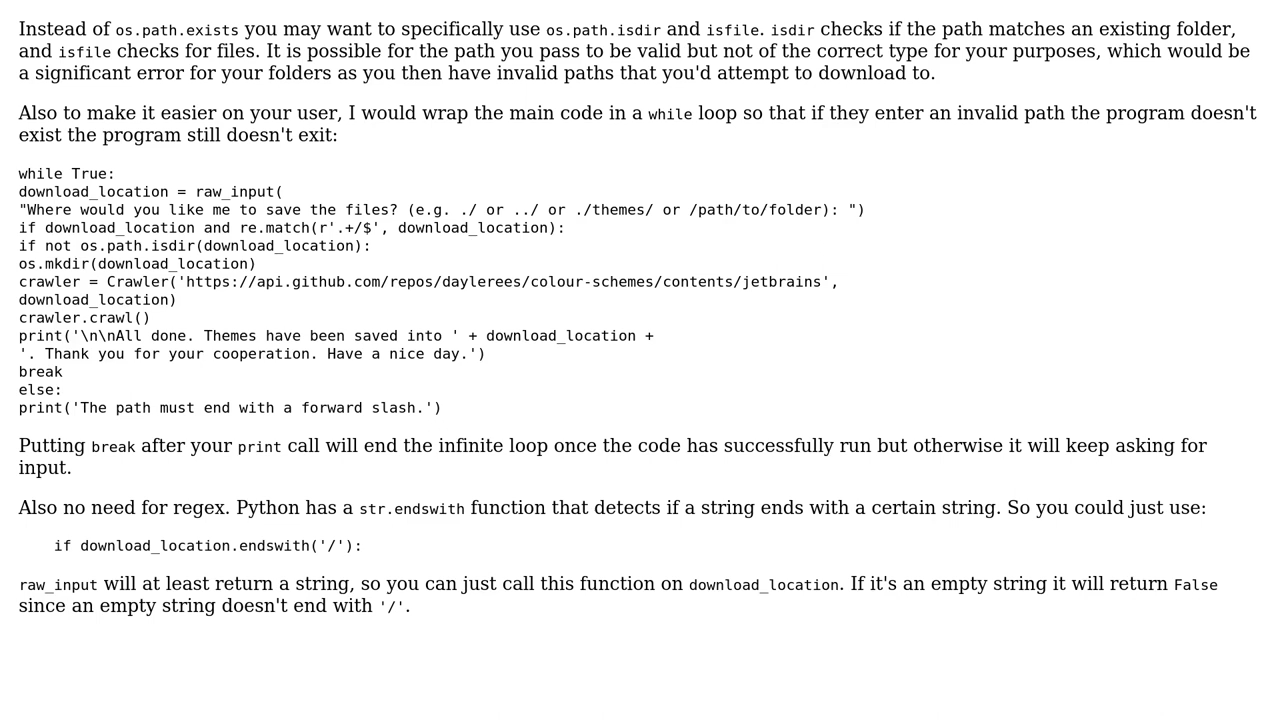 Instead of os.path.exists you may want to specifically use os.path.isdir and isfile. isdir checks if the path matches an existing folder,
and isfile checks for files. It is possible for the path you pass to be valid but not of the correct type for your purposes, which would be
a significant error for your folders as you then have invalid paths that you'd attempt to download to.
Also to make it easier on your user, I would wrap the main code in a while loop so that if they enter an invalid path the program doesn't
exist the program still doesn't exit:
while True:
download_location = raw_input(
"Where would you like me to save the files? (e.g. ./ or ../ or ./themes/ or /path/to/folder): ")
if download_location and re.match(r'.+/$', download_location):
if not os.path.isdir(download_location):
os.mkdir(download_location)
crawler = Crawler('https://api.github.com/repos/daylerees/colour-schemes/contents/jetbrains',
download_location)
crawler.crawl()
print('\n\nAll done. Themes have been saved into ' + download_location +
'. Thank you for your cooperation. Have a nice day.')
break
else:
print('The path must end with a forward slash.')
Putting break after your print call will end the infinite loop once the code has successfully run but otherwise it will keep asking for
input.
Also no need for regex. Python has a str.endswith function that detects if a string ends with a certain string. So you could just use:
if download_location.endswith('/'):
raw_input will at least return a string, so you can just call this function on download_location. If it's an empty string it will return False
since an empty string doesn't end with '/'.